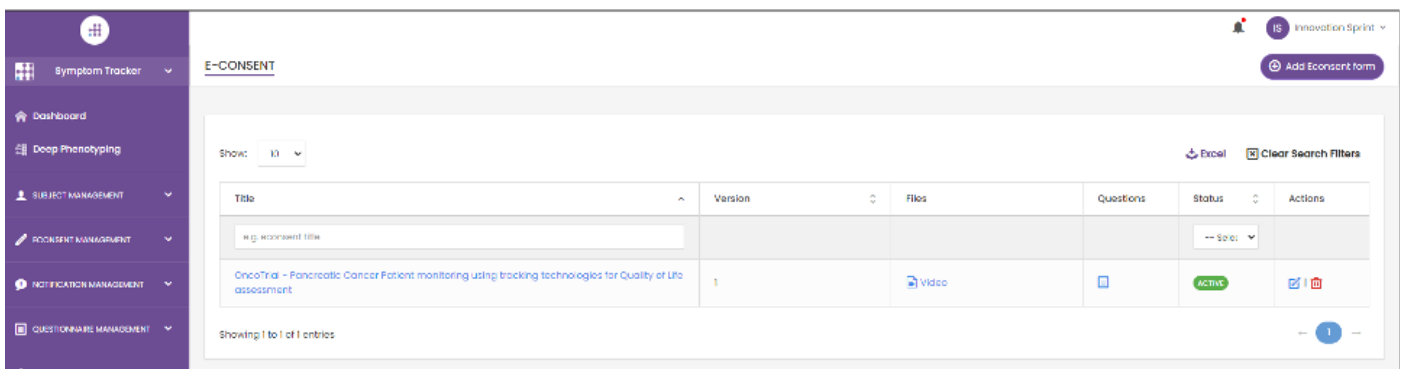 IS Innovation Sprint
Symptom Tracker
E-CONSENT
Add Econsent form
Dashboard
Deep Phenotyping
Show: 10
Excel
Clear Search Filters
SUBJECT MANAGEMENT
Title Version Files Questions Status Actions
ECONSENT MANAGEMENT
e.g. econsent title
-- Selec
OncoTrial - Pancreatic Cancer Patient monitoring using tracking technologies for Quality of Life
assessment
1
Video
ACTIVE
NOTIFICATION MANAGEMENT
QUESTIONNAIRE MANAGEMENT
Showing 1 to 1 of 1 entries
← 1 →